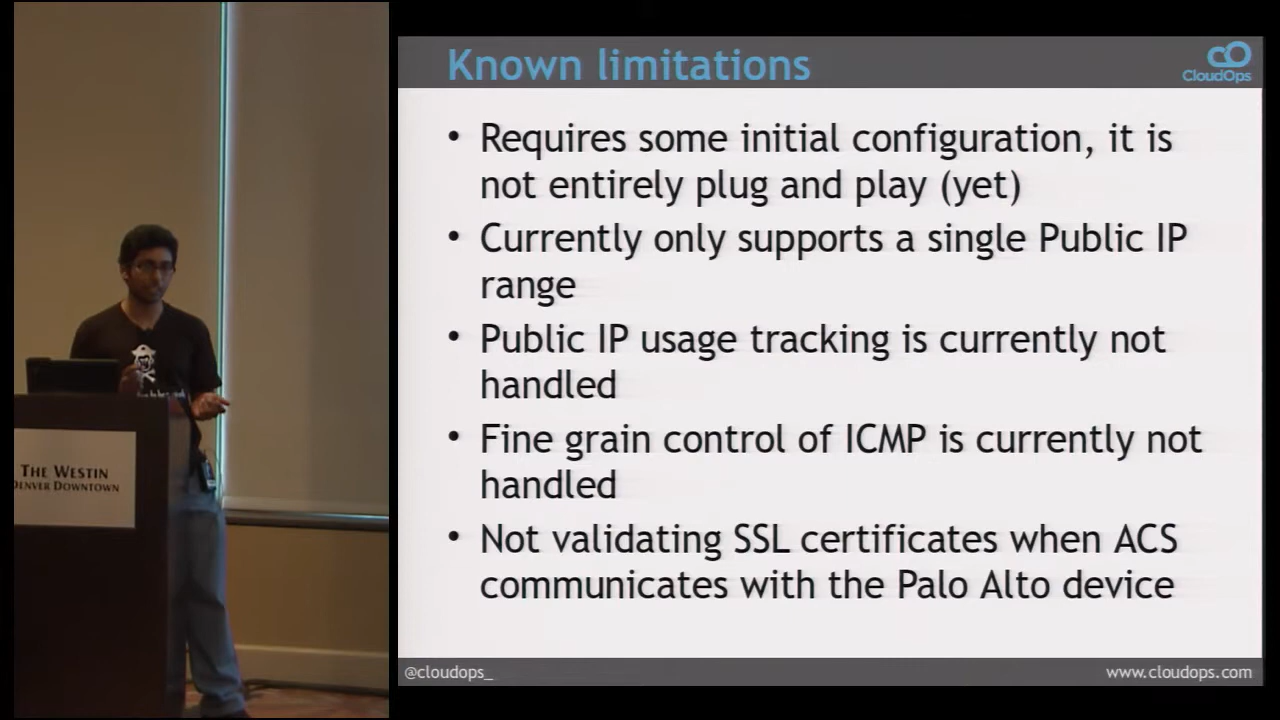 Known limitations
CloudOps
• Requires some initial configuration, it is
not entirely plug and play (yet)
• Currently only supports a single Public IP
range
• Public IP usage tracking is currently not
handled
• Fine grain control of ICMP is currently not
handled
• Not validating SSL certificates when ACS
communicates with the Palo Alto device
@cloudops_
www.cloudops.com
THE WESTIN
DENVER DOWNTOWN